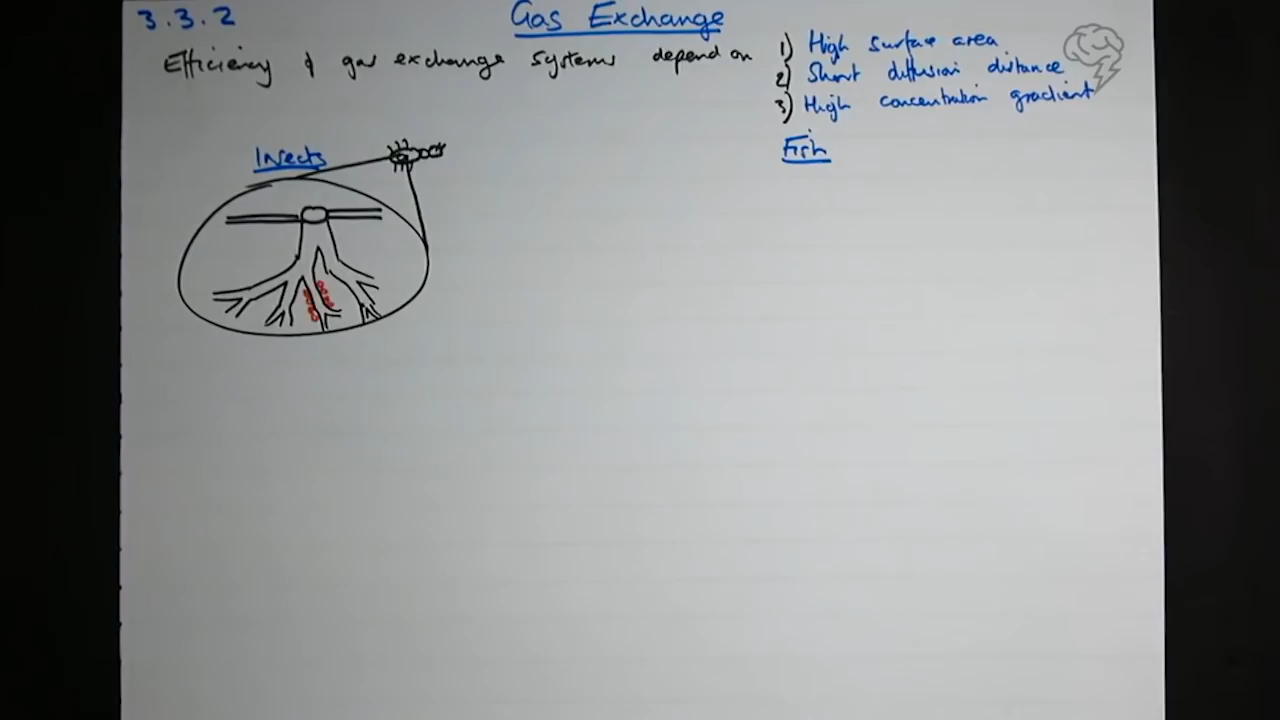 3.3.2
Gas Exchange
Efficiency of gas exchange systems depend on
1) High surface area
2) Short diffusion distance
3) High concentration gradient
Insects
Fish